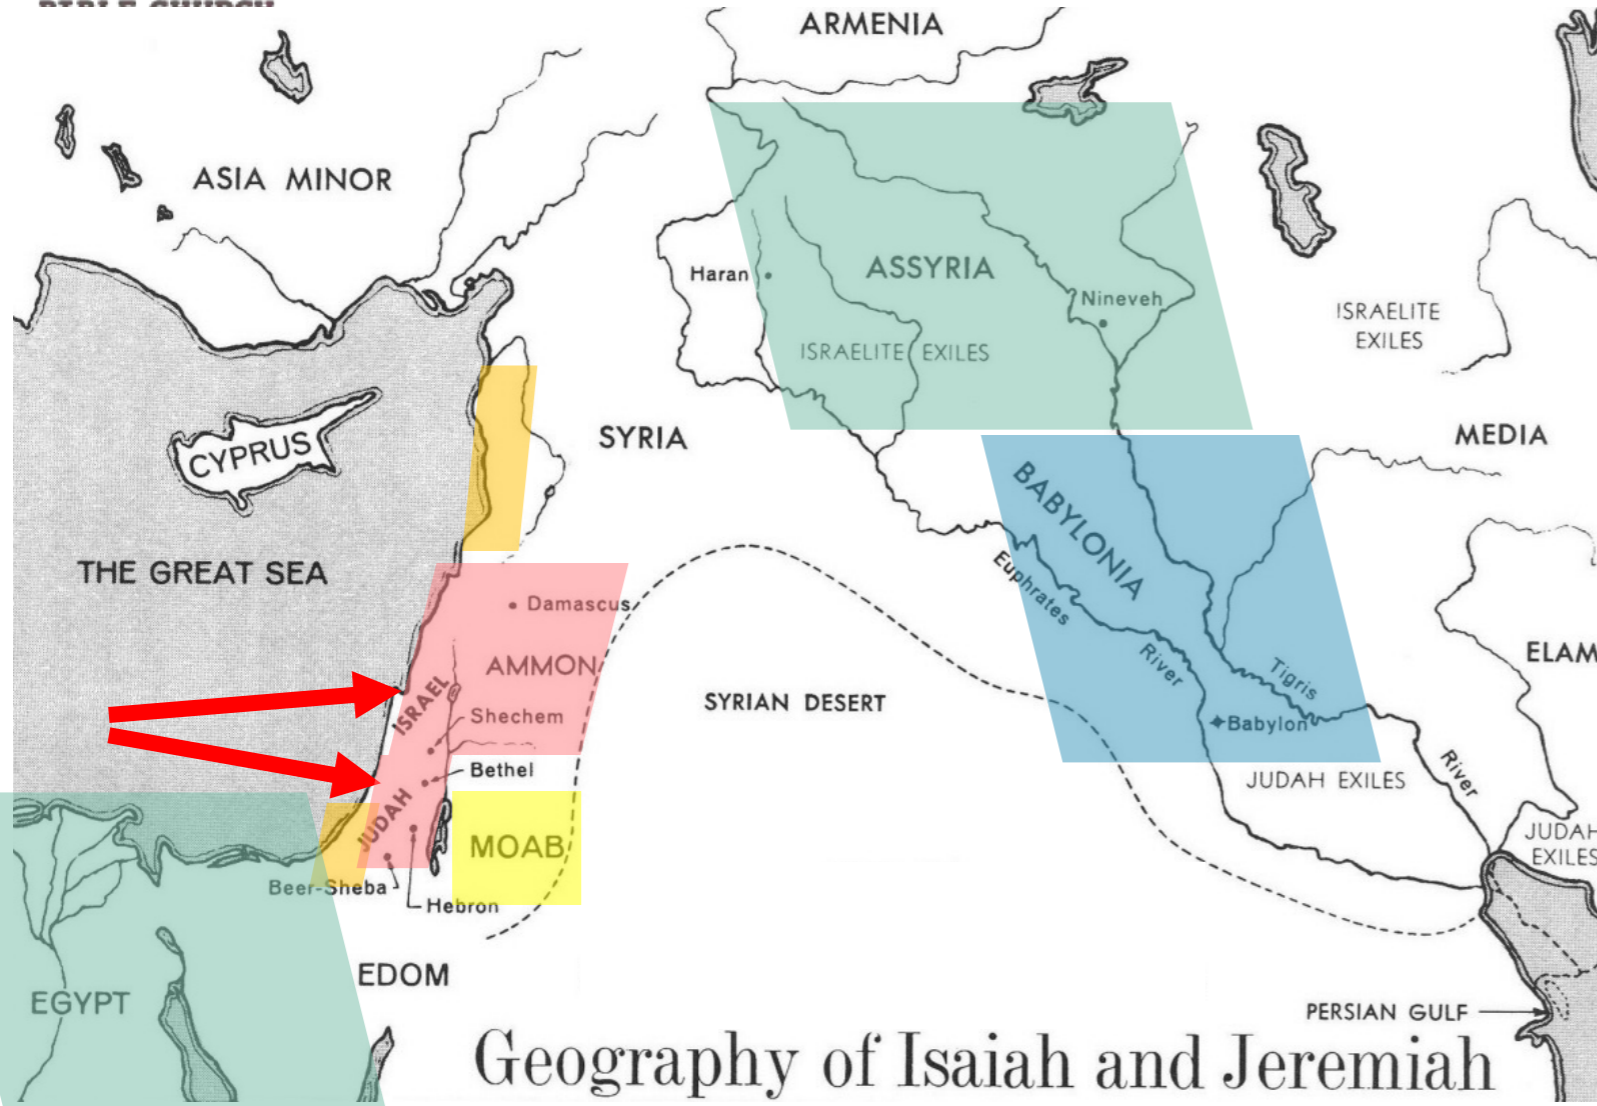 BIBLE CHURCH
ARMENIA
ASIA MINOR
ASSYRIA
Haran
Nineveh
ISRAELITE EXILES
ISRAELITE
EXILES
CYPRUS
SYRIA
MEDIA
BABYLONIA
THE GREAT SEA
Euphrates
River
Damascus
AMMON
ISRAEL
ELAM
SYRIAN DESERT
Tigris
River
Shechem
Babylon
Bethel
JUDAH EXILES
JUDAH
MOAB
JUDAH
EXILES
Beer-Sheba
Hebron
EDOM
EGYPT
PERSIAN GULF
Geography of Isaiah and Jeremiah